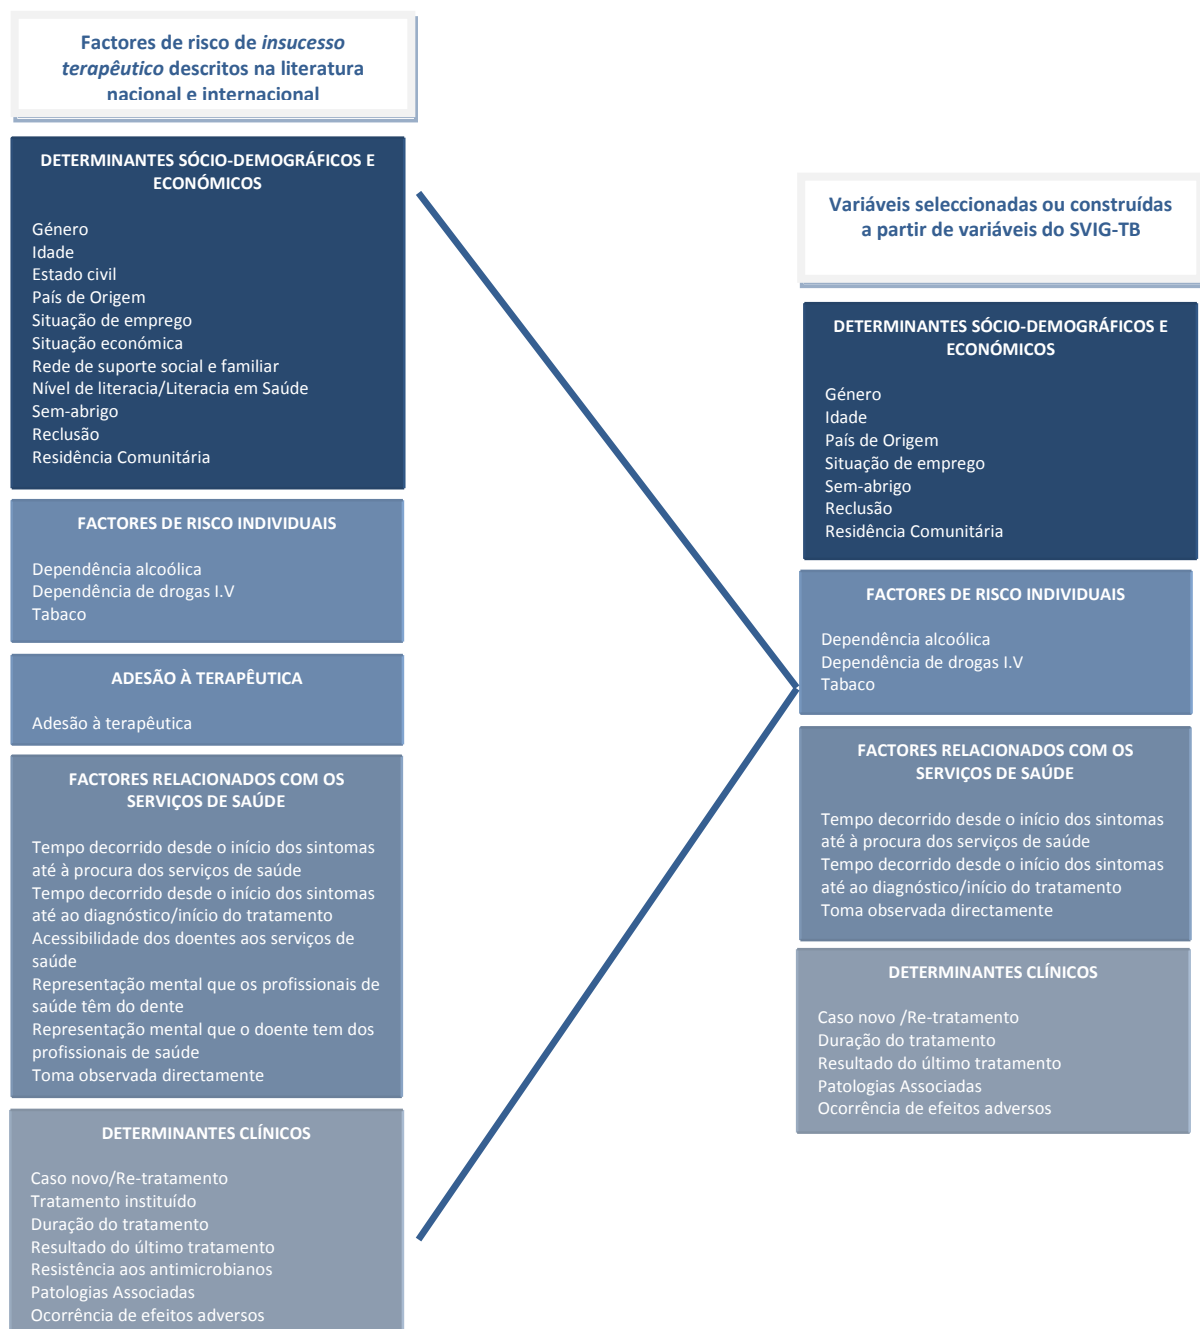 Factores de risco de insucesso
terapêutico descritos na literatura
nacional e internacional
DETERMINANTES SÓCIO-DEMOGRÁFICOS E
ECONÓMICOS
Género
Idade
Estado civil
País de Origem
Situação de emprego
Situação económica
Rede de suporte social e familiar
Nível de literacia/Literacia em Saúde
Sem-abrigo
Reclusão
Residência Comunitária
FACTORES DE RISCO INDIVIDUAIS
Dependência alcoólica
Dependência de drogas I.V
Tabaco
ADESÃO À TERAPÊUTICA
Adesão à terapêutica
FACTORES RELACIONADOS COM OS
SERVIÇOS DE SAÚDE
Tempo decorrido desde o início dos sintomas
até à procura dos serviços de saúde
Tempo decorrido desde o início dos sintomas
até ao diagnóstico/início do tratamento
Acessibilidade dos doentes aos serviços de
saúde
Representação mental que os profissionais de
saúde têm do dente
Representação mental que o doente tem dos
profissionais de saúde
Toma observada directamente
DETERMINANTES CLÍNICOS
Caso novo/Re-tratamento
Tratamento instituído
Duração do tratamento
Resultado do último tratamento
Resistência aos antimicrobianos
Patologias Associadas
Ocorrência de efeitos adversos
Variáveis seleccionadas ou construídas
a partir de variáveis do SVIG-TB
DETERMINANTES SÓCIO-DEMOGRÁFICOS E
ECONÓMICOS
Género
Idade
País de Origem
Situação de emprego
Sem-abrigo
Reclusão
Residência Comunitária
FACTORES DE RISCO INDIVIDUAIS
Dependência alcoólica
Dependência de drogas I.V
Tabaco
FACTORES RELACIONADOS COM OS
SERVIÇOS DE SAÚDE
Tempo decorrido desde o início dos sintomas
até à procura dos serviços de saúde
Tempo decorrido desde o início dos sintomas
até ao diagnóstico/início do tratamento
Toma observada directamente
DETERMINANTES CLÍNICOS
Caso novo /Re-tratamento
Duração do tratamento
Resultado do último tratamento
Patologias Associadas
Ocorrência de efeitos adversos